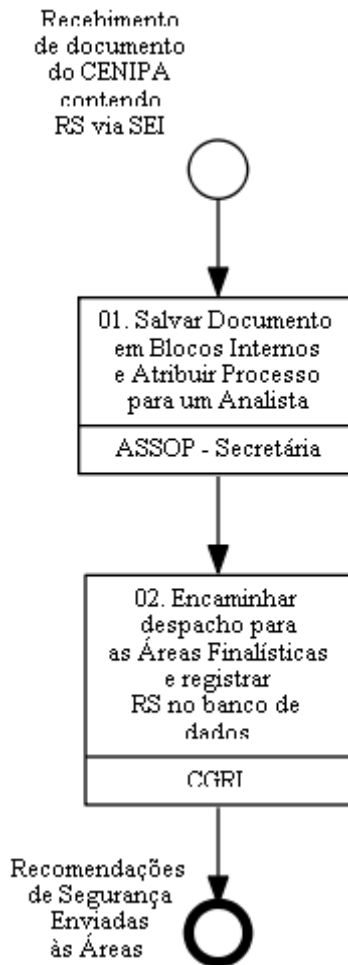 Recebimento
de documento
do CENIPA
contendo
RS via SEI
01. Salvar Documento
em Blocos Internos
e Atribuir Processo
para um Analista
ASSOP - Secretária
02. Encaminhar
despacho para
as Áreas Finalísticas
e registrar
RS no banco de
dados
CGRI
Recomendações
de Segurança
Enviadas
às Áreas